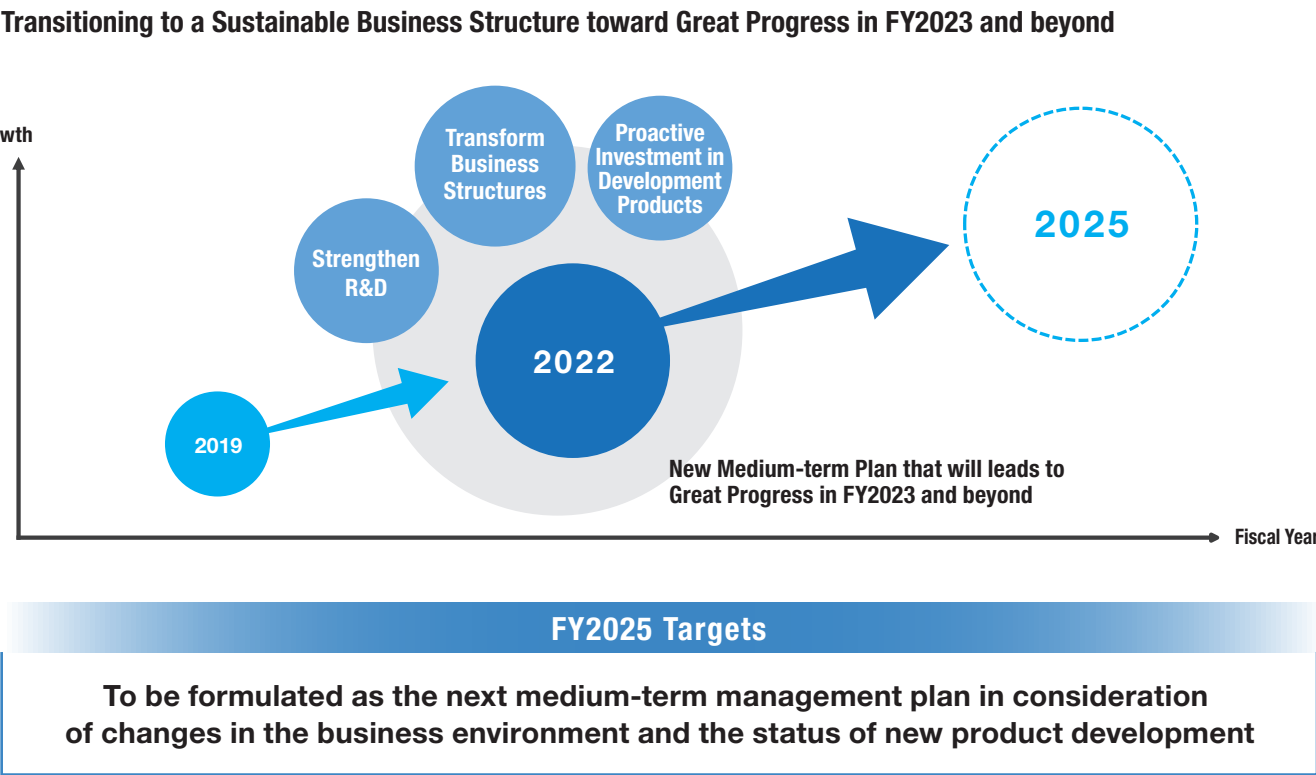 Transitioning to a Sustainable Business Structure toward Great Progress in FY2023 and beyond
wth
Transform
Business
Structures
Proactive
Investment in
Development
Products
Strengthen
R&D
2025
2022
2019
New Medium-term Plan that will leads to
Great Progress in FY2023 and beyond
Fiscal Year
FY2025 Targets
To be formulated as the next medium-term management plan in consideration
of changes in the business environment and the status of new product development